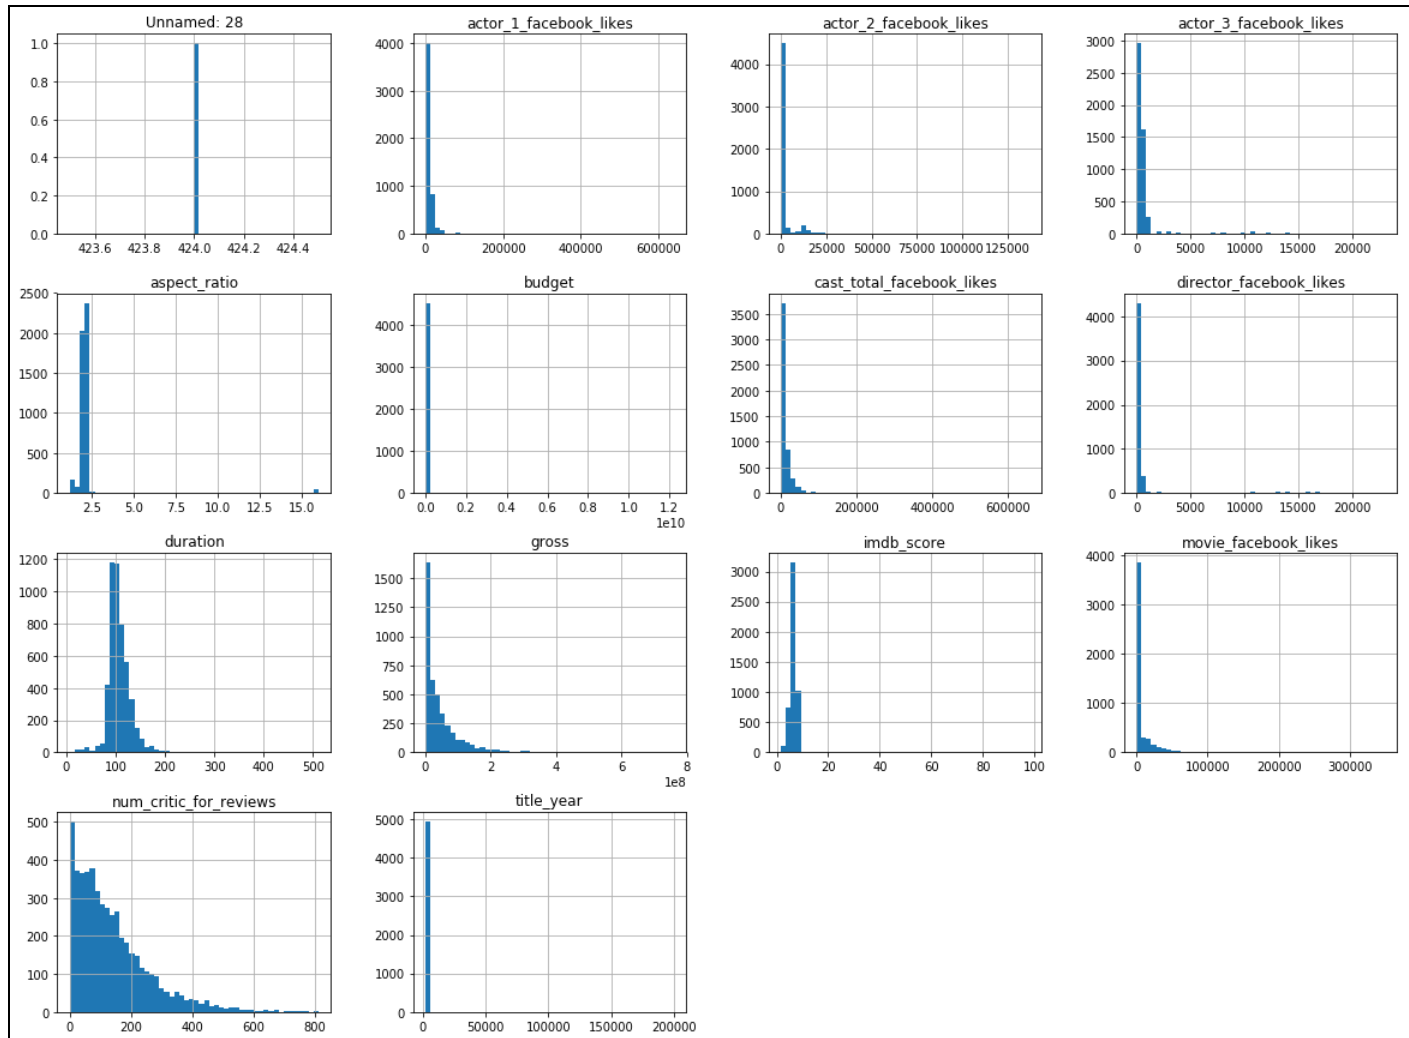 Unnamed: 28
1.0
0.8
0.6
0.4
0.2
0.0
423.6 423.8 424.0 424.2 424.4
actor_1_facebook_likes
4000
3000
2000
1000
0
0 200000 400000 600000
actor_2_facebook_likes
4000
3000
2000
1000
0
0 25000 50000 75000 100000 125000
actor_3_facebook_likes
3000
2500
2000
1500
1000
500
0
0 5000 10000 15000 20000
aspect_ratio
2500
2000
1500
1000
500
0
2.5 5.0 7.5 10.0 12.5 15.0
budget
4000
3000
2000
1000
0
0.0 0.2 0.4 0.6 0.8 1.0 1.2
1e10
cast_total_facebook_likes
3500
3000
2500
2000
1500
1000
500
0
0 200000 400000 600000
director_facebook_likes
4000
3000
2000
1000
0
0 5000 10000 15000 20000
duration
1200
1000
800
600
400
200
0
0 100 200 300 400 500
gross
1500
1250
1000
750
500
250
0
0 2 4 6 8
1e8
imdb_score
3000
2500
2000
1500
1000
500
0
0 20 40 60 80 100
movie_facebook_likes
4000
3000
2000
1000
0
0 100000 200000 300000
num_critic_for_reviews
500
400
300
200
100
0
0 200 400 600 800
title_year
5000
4000
3000
2000
1000
0
0 50000 100000 150000 200000